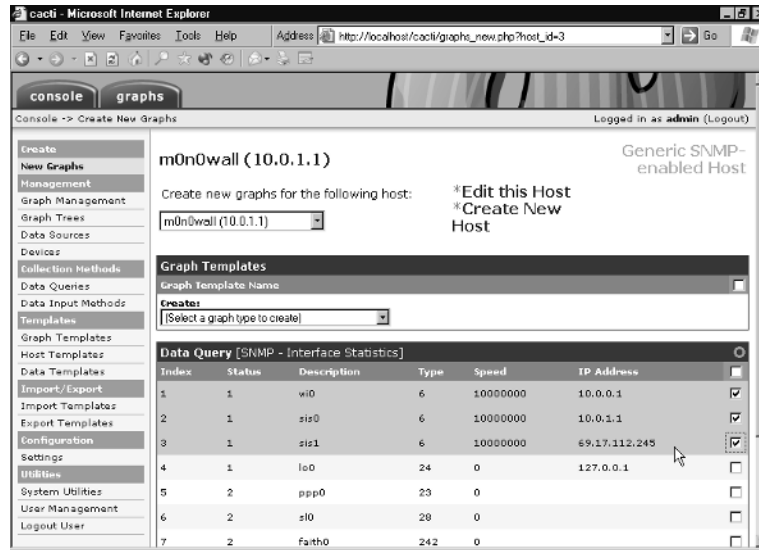 cacti - Microsoft Internet Explorer
File Edit View Favorites Tools Help Address http://localhost/cacti/graphs_new.php?host_id=3 Go
console graphs
Console -> Create New Graphs Logged in as admin (Logout)
Create
New Graphs
Management
Graph Management
Graph Trees
Data Sources
Devices
Collection Methods
Data Queries
Data Input Methods
Templates
Graph Templates
Host Templates
Data Templates
Import/Export
Import Templates
Export Templates
Configuration
Settings
Utilities
System Utilities
User Management
Logout User
m0n0wall (10.0.1.1)
Generic SNMP-
enabled Host
Create new graphs for the following host:
m0n0wall (10.0.1.1)
*Edit this Host
*Create New
Host
Graph Templates
Graph Template Name
Create:
(Select a graph type to create)
Data Query [SNMP - Interface Statistics]
Index Status Description Type Speed IP Address
1 1 wi0 6 10000000 10.0.0.1
2 1 sis0 6 10000000 10.0.1.1
3 1 sis1 6 10000000 69.17.112.245
4 1 lo0 24 0 127.0.0.1
5 2 ppp0 23 0
6 2 sl0 28 0
7 2 faith0 242 0